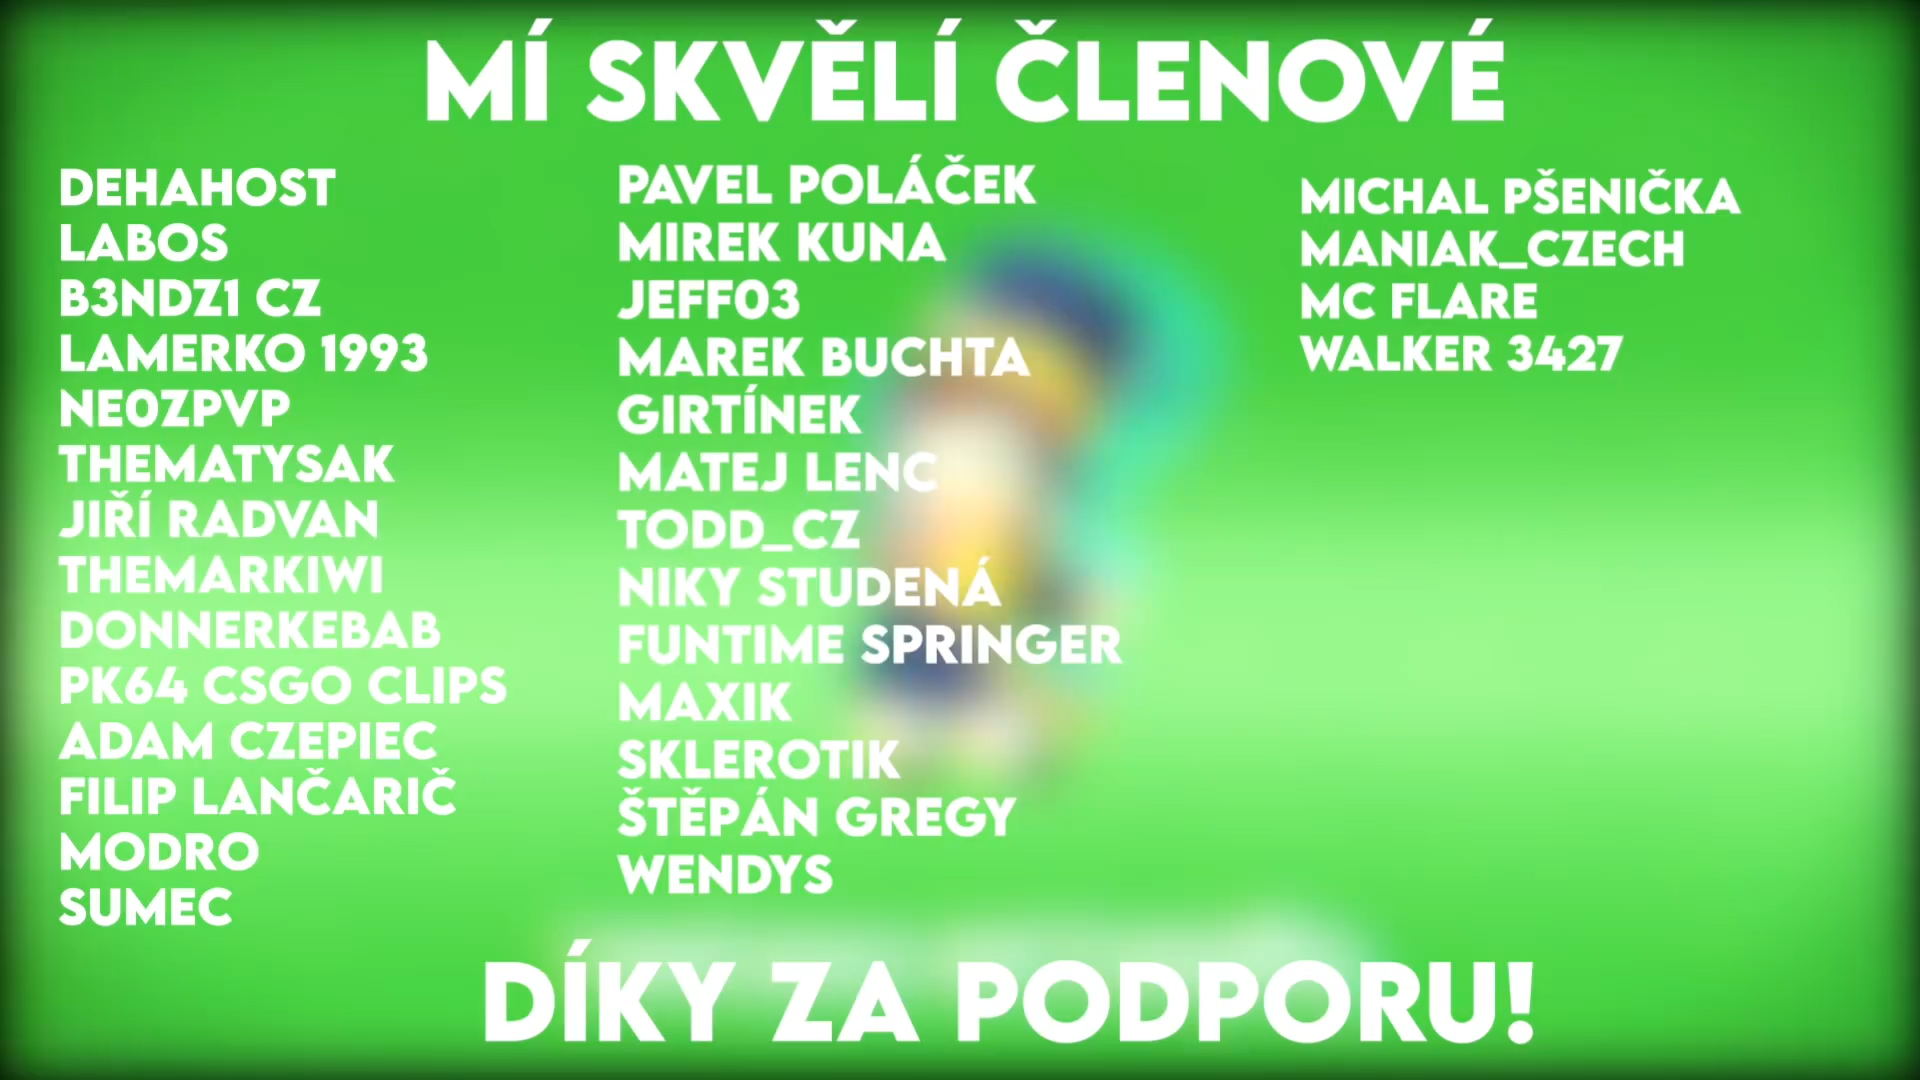 MÍ SKVĚLÍ ČLENOVÉ
DEHAHOST
LABOS
B3NDZ1 CZ
LAMERKO 1993
NE0ZPVP
THEMATYSAK
JIŘÍ RADVAN
THEMARKIWI
DONNERKEBAB
PK64 CSGO CLIPS
ADAM CZEPIEC
FILIP LANČARIČ
MODRO
SUMEC
PAVEL POLÁČEK
MIREK KUNA
JEFF03
MAREK BUCHTA
GIRTÍNEK
MATEJ LENC
TODD_CZ
NIKY STUDENÁ
FUNTIME SPRINGER
MAXIK
SKLEROTIK
ŠTĚPÁN GREGY
WENDYS
MICHAL PŠENIČKA
MANIAK_CZECH
MC FLARE
WALKER 3427
DÍKY ZA PODPORU!